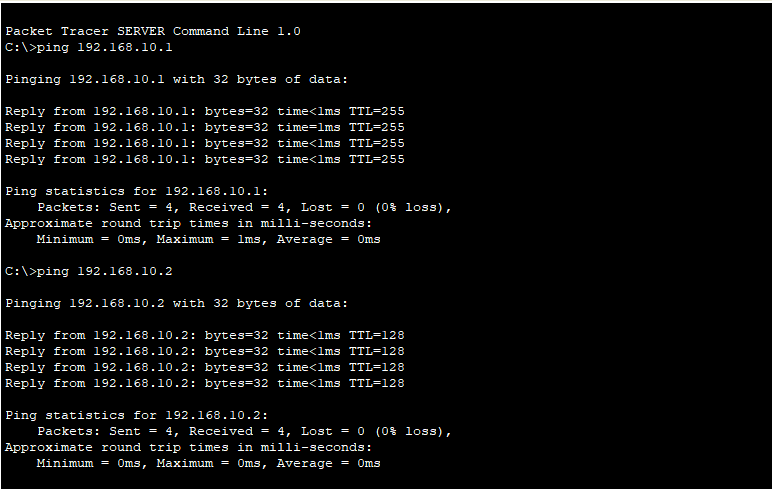 Packet Tracer SERVER Command Line 1.0
C:\>ping 192.168.10.1
Pinging 192.168.10.1 with 32 bytes of data:
Reply from 192.168.10.1: bytes=32 time<1ms TTL=255
Reply from 192.168.10.1: bytes=32 time=1ms TTL=255
Reply from 192.168.10.1: bytes=32 time<1ms TTL=255
Reply from 192.168.10.1: bytes=32 time<1ms TTL=255
Ping statistics for 192.168.10.1:
    Packets: Sent = 4, Received = 4, Lost = 0 (0% loss),
Approximate round trip times in milli-seconds:
    Minimum = 0ms, Maximum = 1ms, Average = 0ms
C:\>ping 192.168.10.2
Pinging 192.168.10.2 with 32 bytes of data:
Reply from 192.168.10.2: bytes=32 time<1ms TTL=128
Reply from 192.168.10.2: bytes=32 time<1ms TTL=128
Reply from 192.168.10.2: bytes=32 time<1ms TTL=128
Reply from 192.168.10.2: bytes=32 time<1ms TTL=128
Ping statistics for 192.168.10.2:
    Packets: Sent = 4, Received = 4, Lost = 0 (0% loss),
Approximate round trip times in milli-seconds:
    Minimum = 0ms, Maximum = 0ms, Average = 0ms